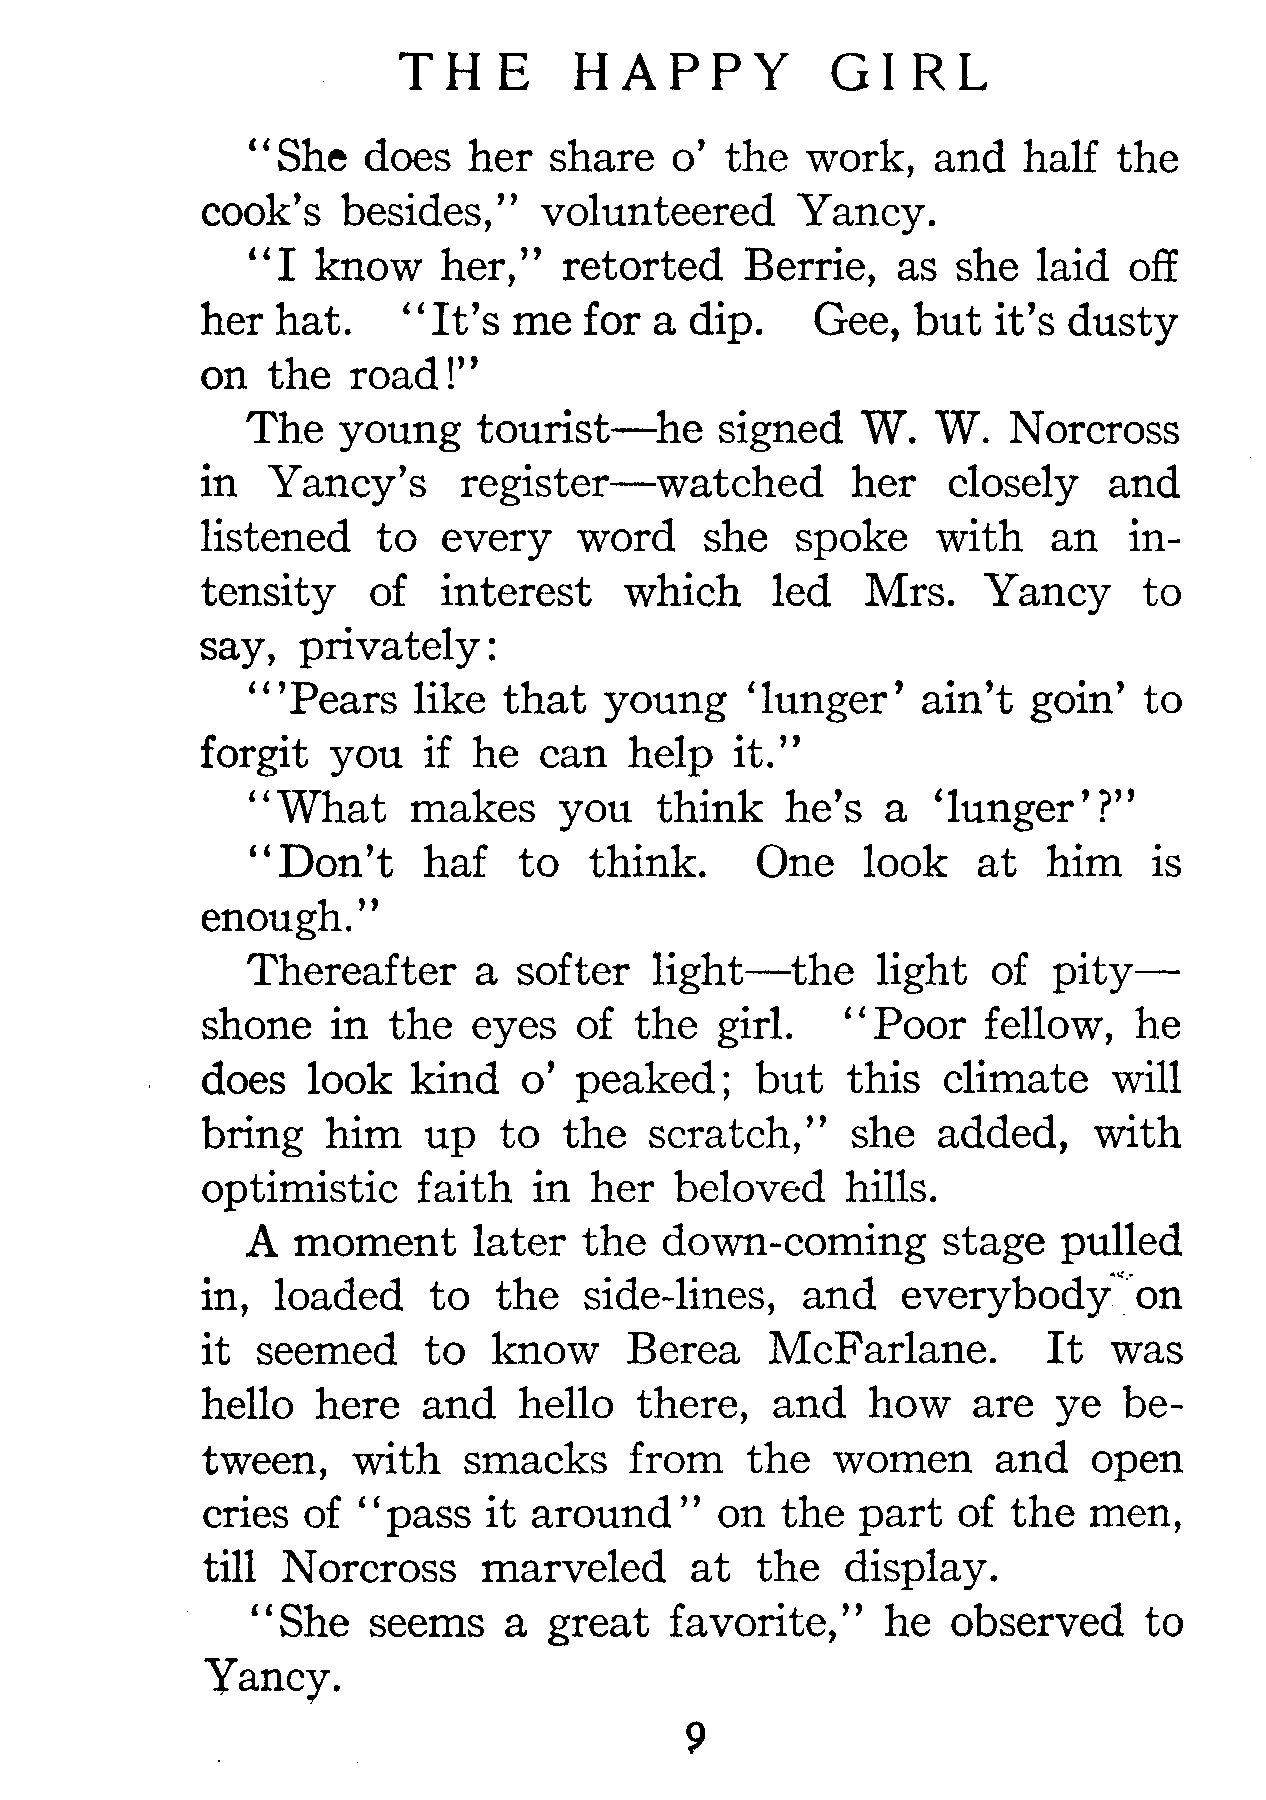 THE HAPPY GIRL
"She does her share o' the work, and half the
cook's besides," volunteered Yancy.
"I know her," retorted Berrie, as she laid off
her hat. "It's me for a dip. Gee, but it's dusty
on the road!"
The young tourist—he signed W. W. Norcross
in Yancy's register—watched her closely and
listened to every word she spoke with an in-
tensity of interest which led Mrs. Yancy to
say, privately:
"'Pears like that young 'lunger' ain't goin' to
forgit you if he can help it."
"What makes you think he's a 'lunger'?"
"Don't haf to think. One look at him is
enough."
Thereafter a softer light—the light of pity—
shone in the eyes of the girl. "Poor fellow, he
does look kind o' peaked; but this climate will
bring him up to the scratch," she added, with
optimistic faith in her beloved hills.
A moment later the down-coming stage pulled
in, loaded to the side-lines, and everybody on
it seemed to know Berea McFarlane. It was
hello here and hello there, and how are ye be-
tween, with smacks from the women and open
cries of "pass it around" on the part of the men,
till Norcross marveled at the display.
"She seems a great favorite," he observed to
Yancy.
9